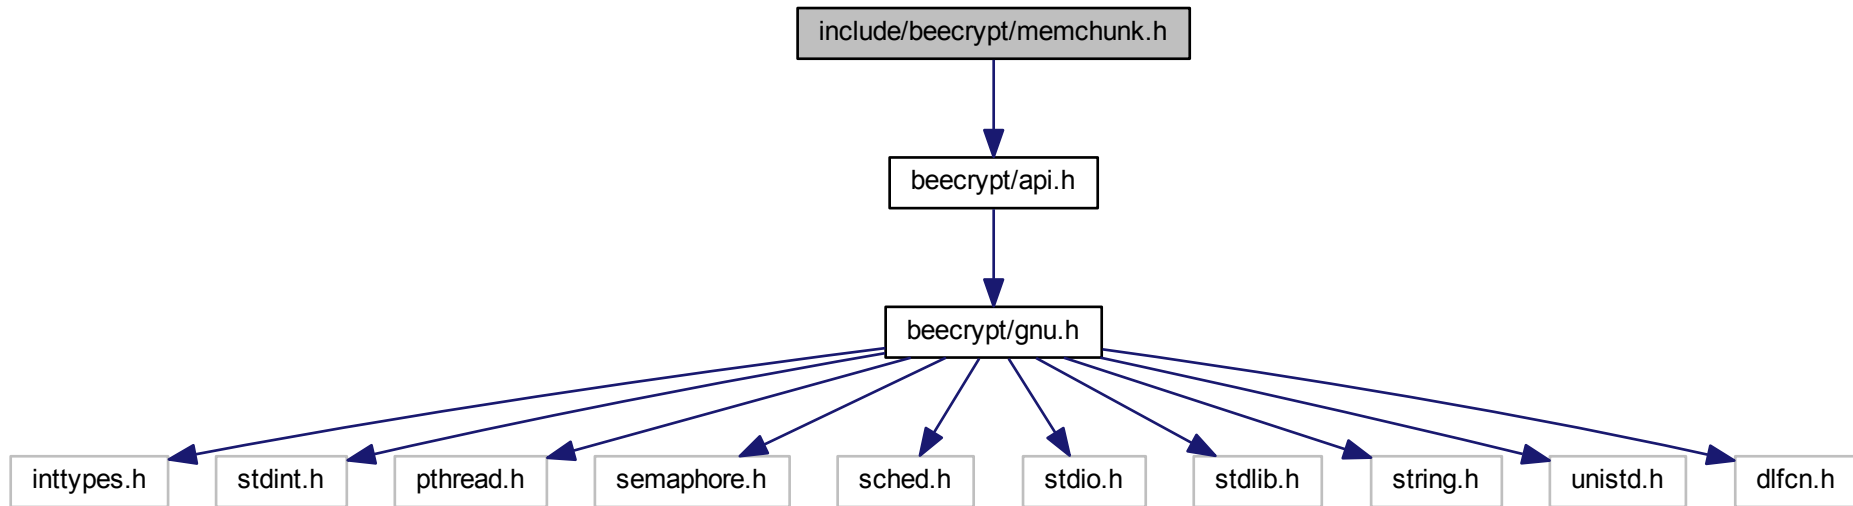 include/beecrypt/memchunk.h
beecrypt/api.h
beecrypt/gnu.h
inttypes.h
stdint.h
pthread.h
semaphore.h
sched.h
stdio.h
stdlib.h
string.h
unistd.h
dlfcn.h